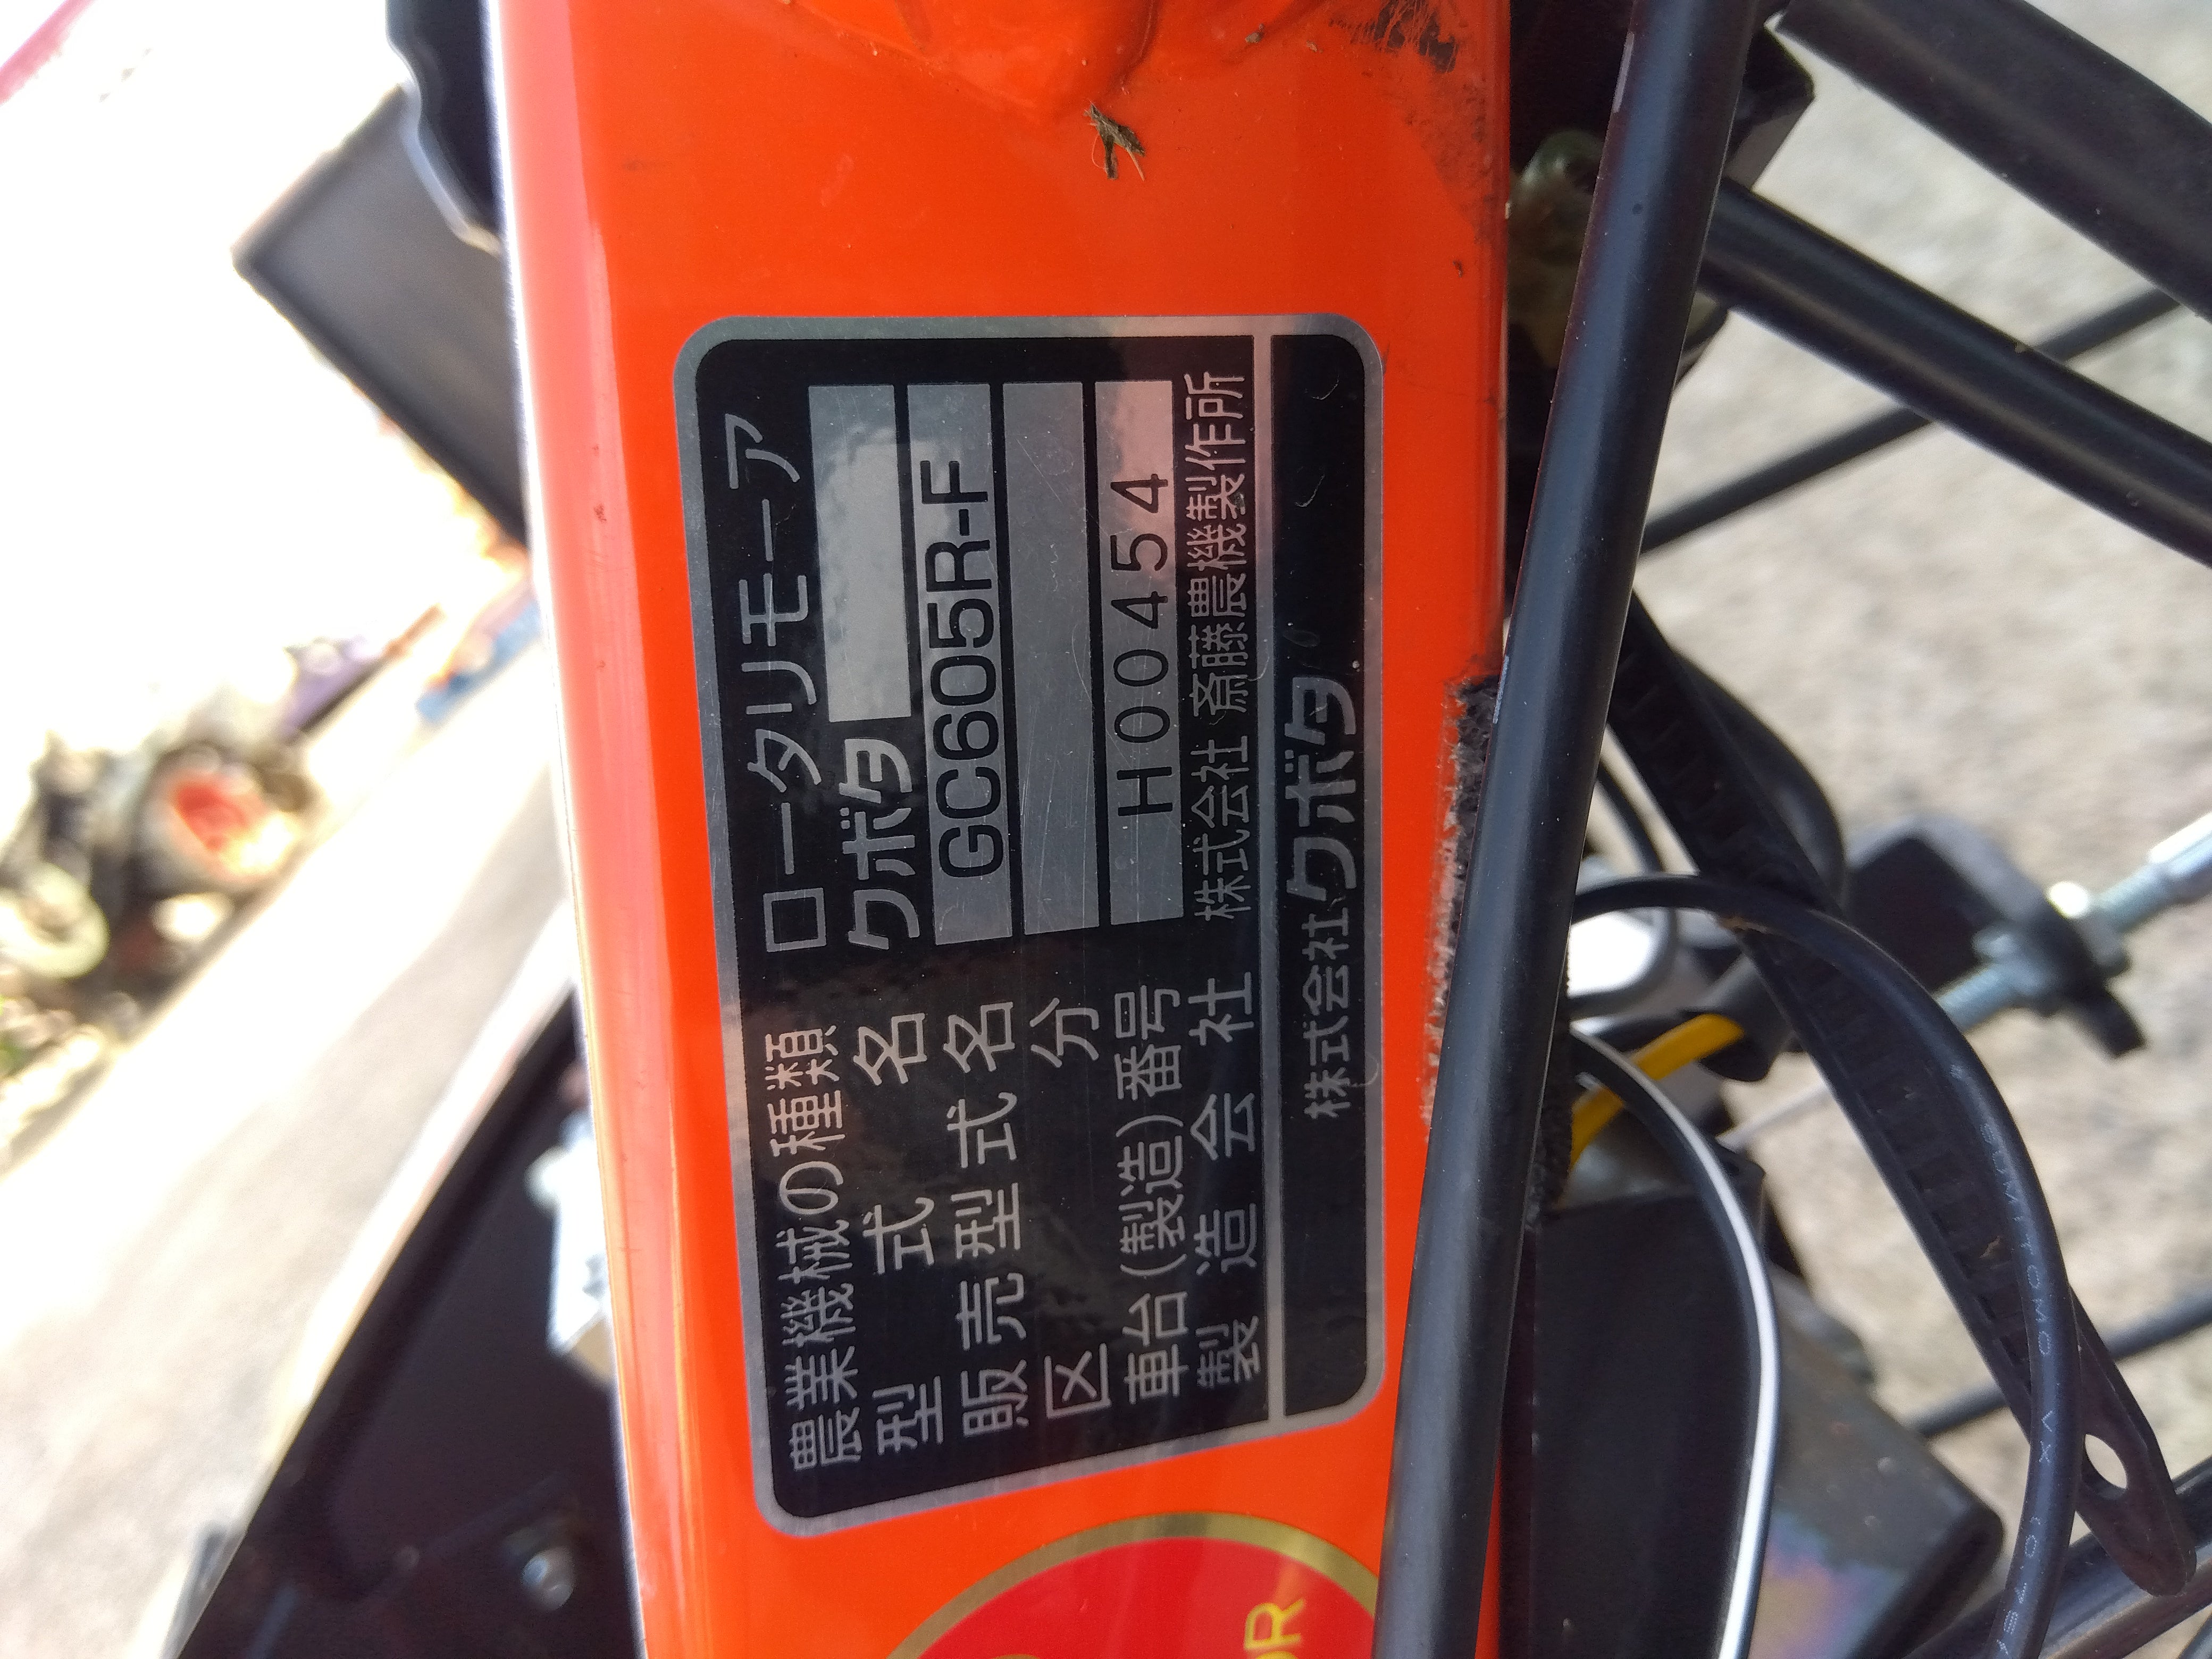 農業機械の種類 ロータリモーア
型式名 クボタ
販売型式名 GC605R-F
区分
車台(製造)番号 H00454
製造会社 株式会社 斎藤農機製作所
株式会社クボタ
SUMITOMO VX
OR